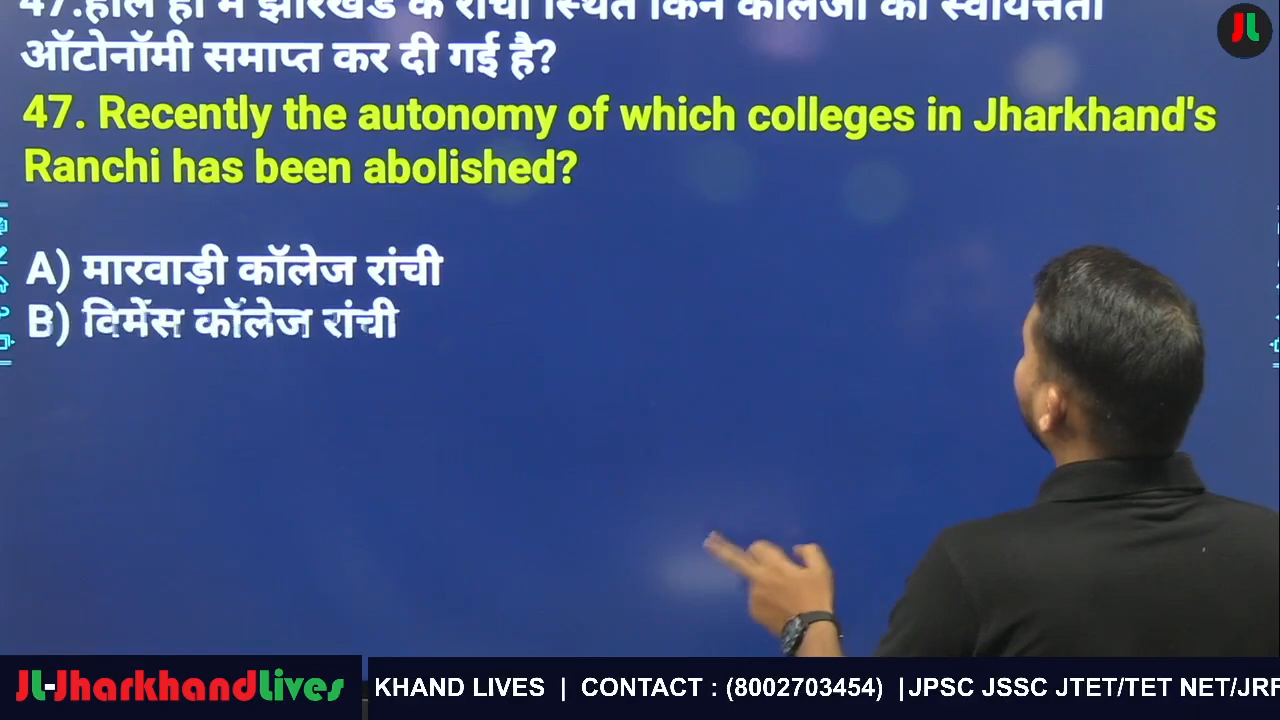 47.हाल ही में झारखंड के रांची स्थित किन कॉलेजों की स्वायत्तता
ऑटोनॉमी समाप्त कर दी गई है?
47. Recently the autonomy of which colleges in Jharkhand's
Ranchi has been abolished?
A) मारवाड़ी कॉलेज रांची
B) विमेंस कॉलेज रांची
JL
JL-JharkhandLives
KHAND LIVES | CONTACT : (8002703454) |JPSC JSSC JTET/TET NET/JRF